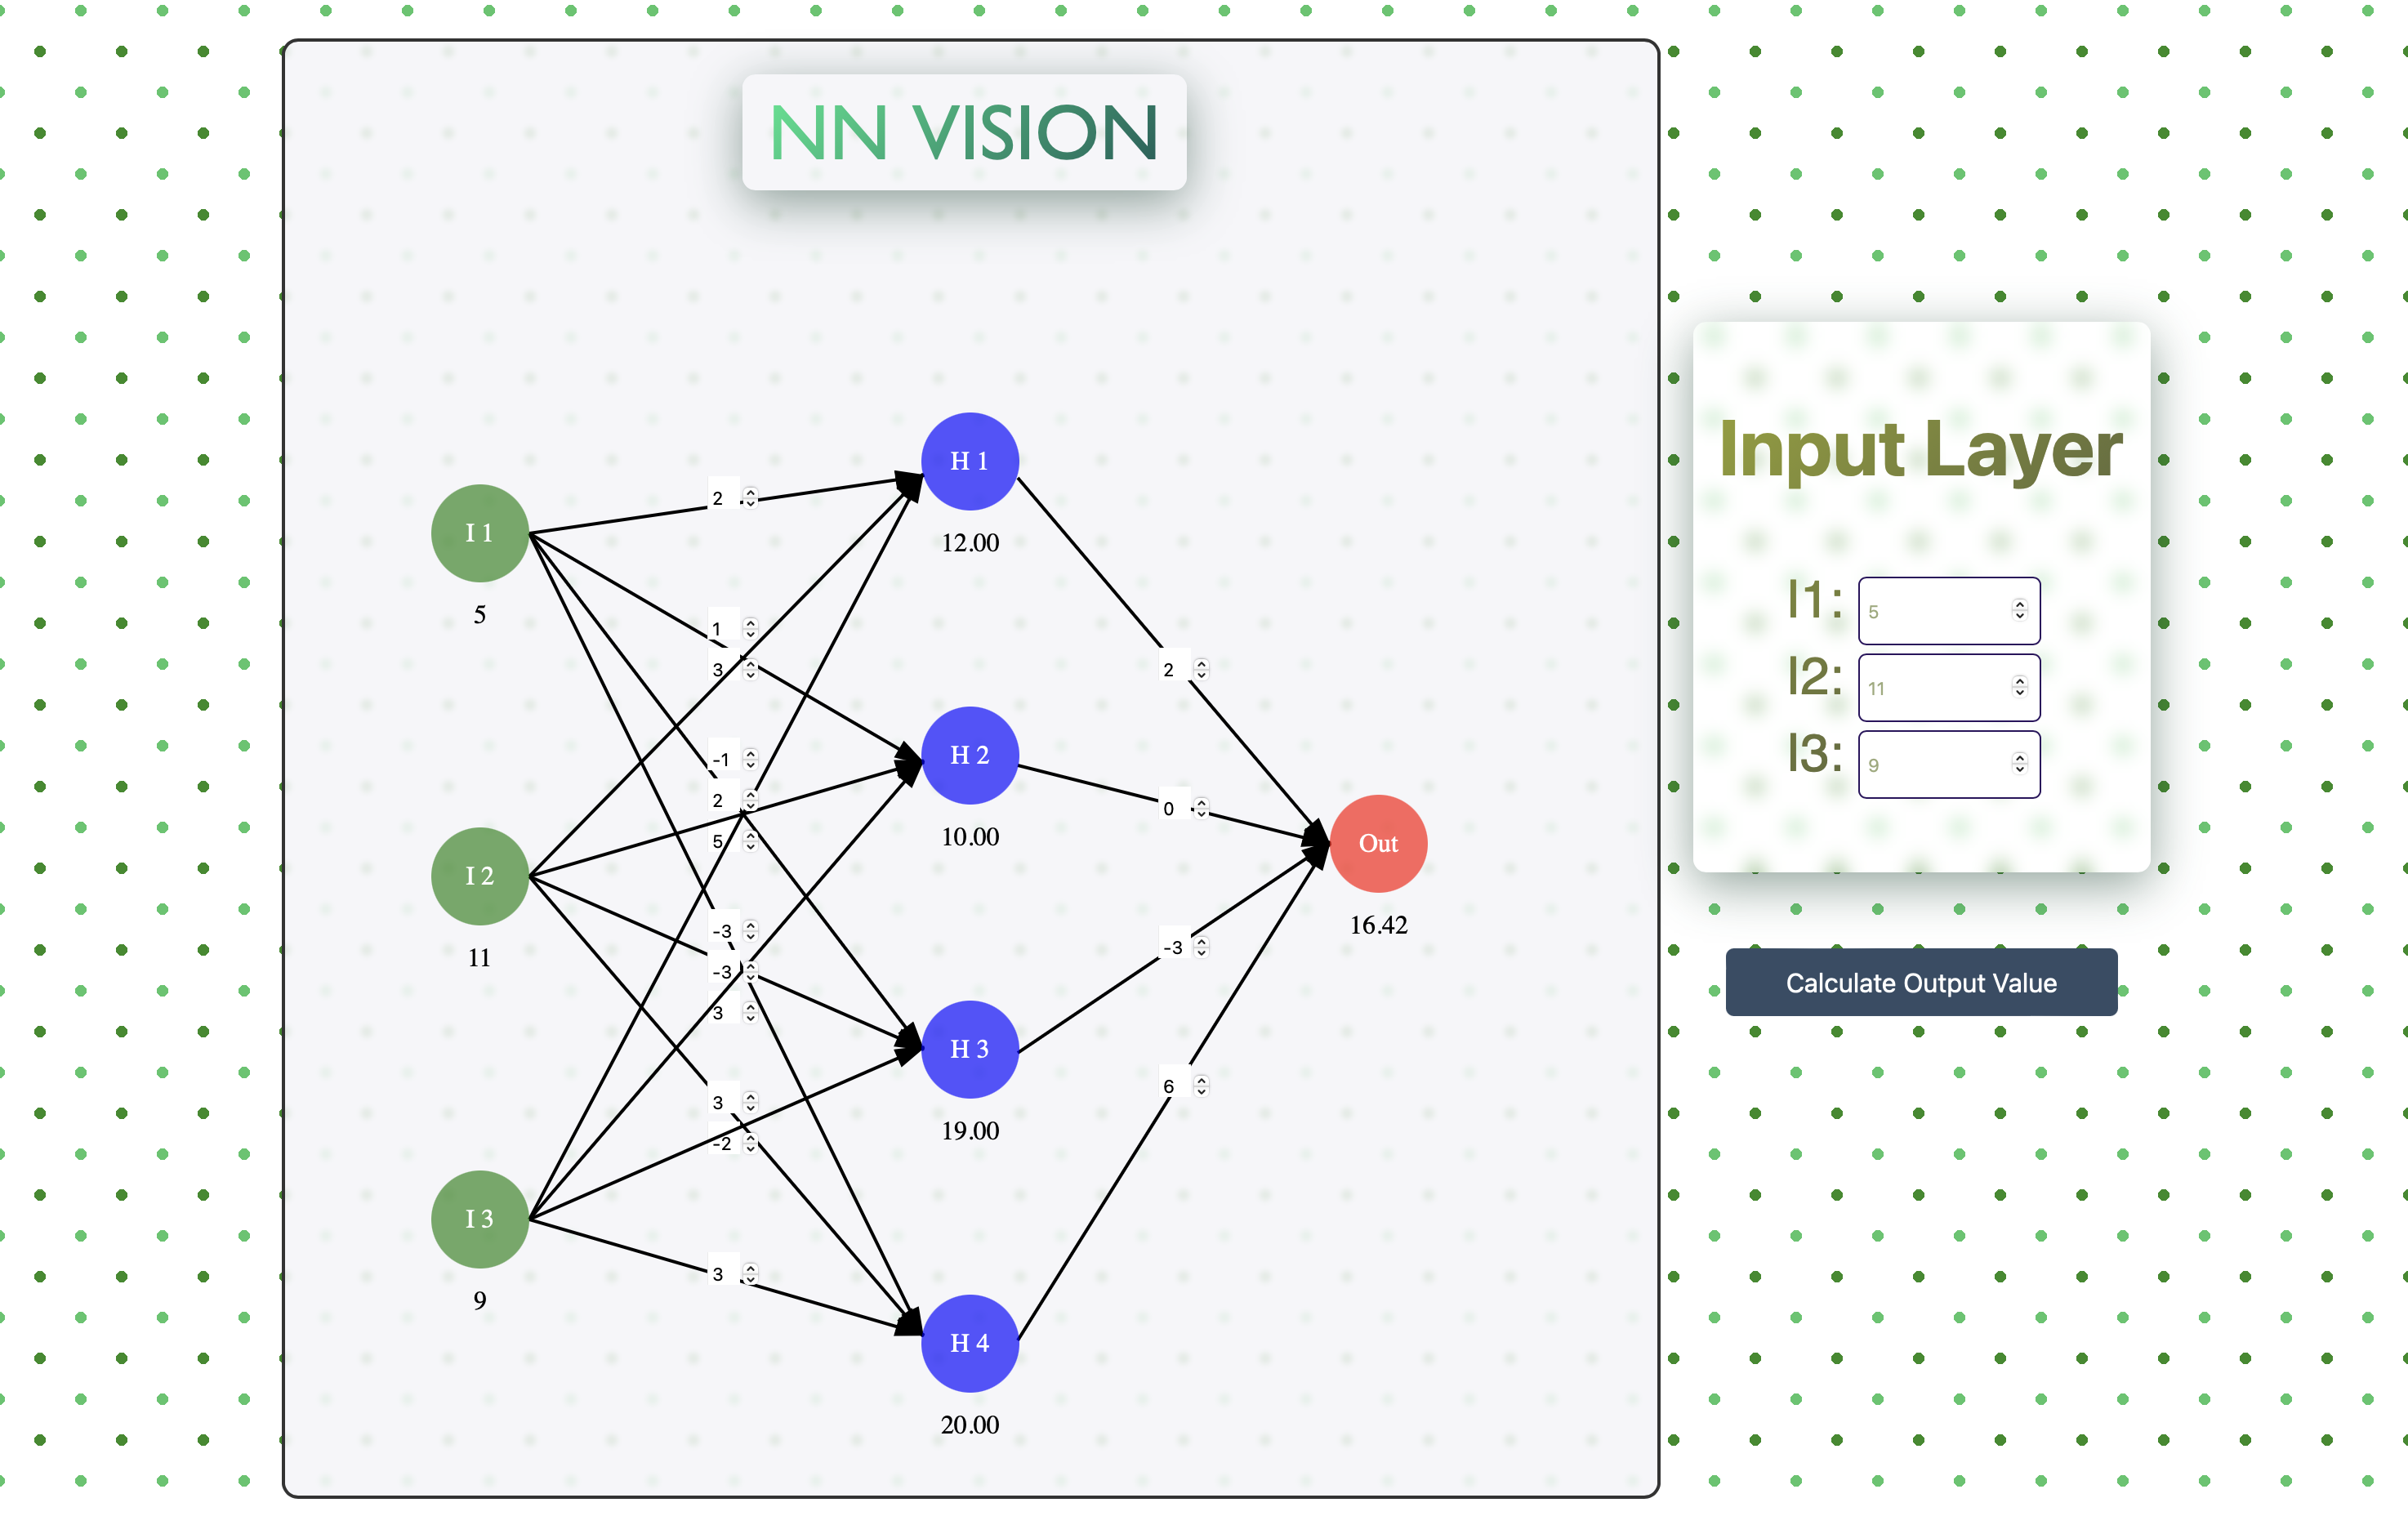 NN VISION
H 1
12.00
I 1
5
2
1
3
-1
2
5
H 2
10.00
I 2
11
-3
-3
3
H 3
19.00
3
-2
I 3
9
3
H 4
20.00
2
0
-3
6
Out
16.42
Input Layer
I1: 5
I2: 11
I3: 9
Calculate Output Value